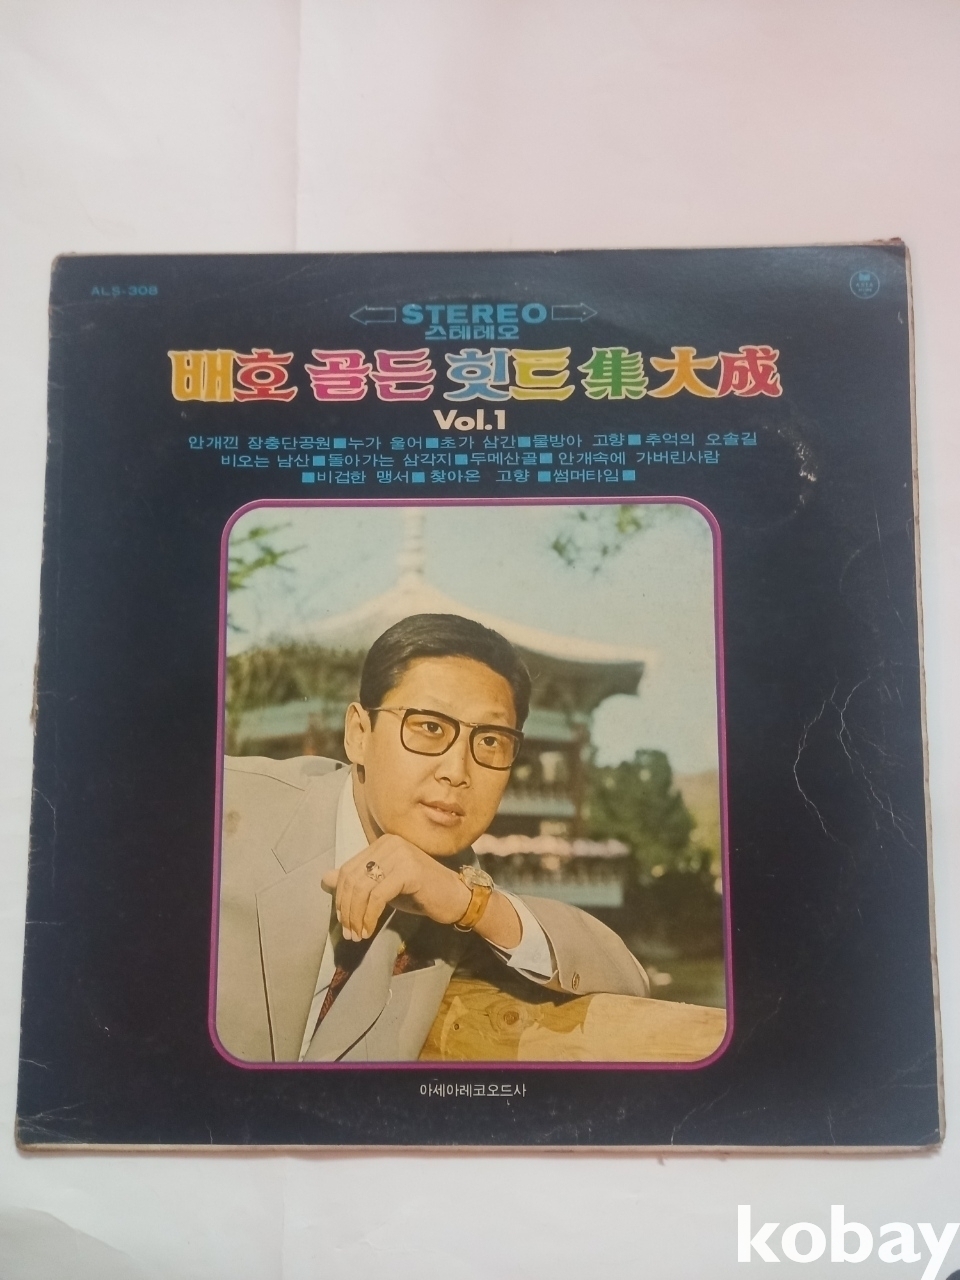 ALS-308
STEREO
스테테오
배호 골든 힛트 集大成
Vol.1
안개낀 장충단공원■누가 울어■초가 삼간■물방아 고향■추억의 오솔길
비오는 남산■돌아가는 삼각지■두메산골■안개속에 가버린사람
■비겁한 맹서■찾아온 고향■썸머타임■
아세아레코오드사
kobay